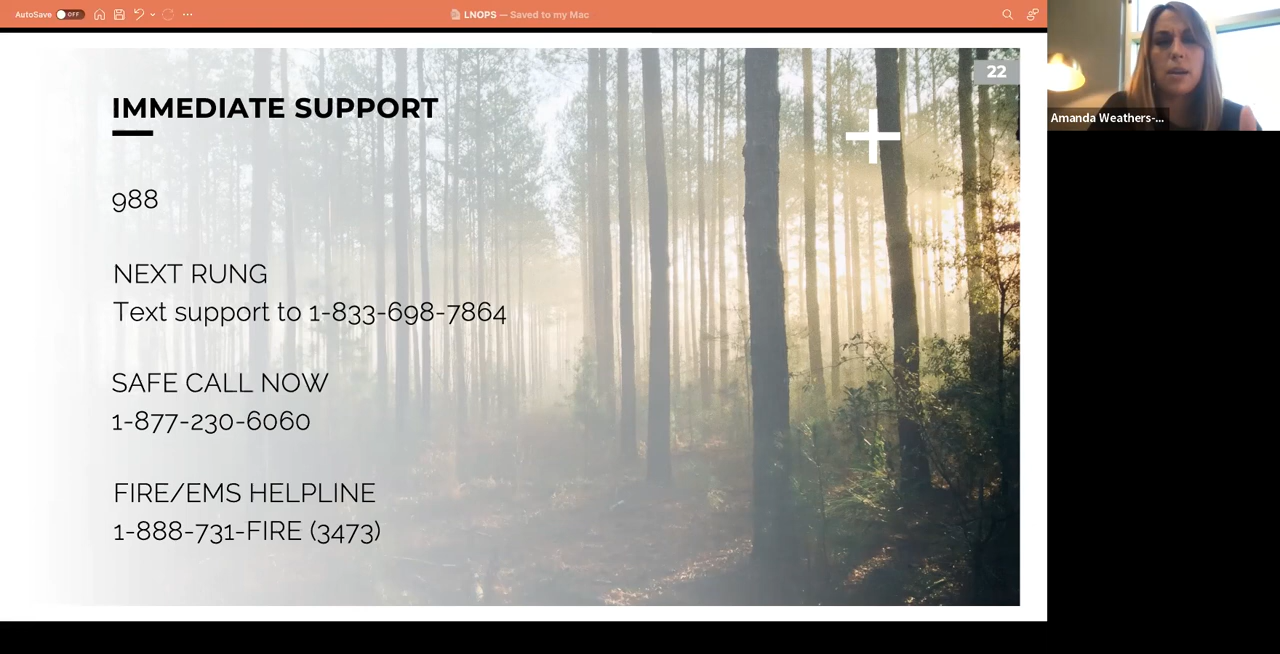 AutoSave OFF
LNOPS — Saved to my Mac
22
IMMEDIATE SUPPORT
988
NEXT RUNG
Text support to 1-833-698-7864
SAFE CALL NOW
1-877-230-6060
FIRE/EMS HELPLINE
1-888-731-FIRE (3473)
Amanda Weathers-...